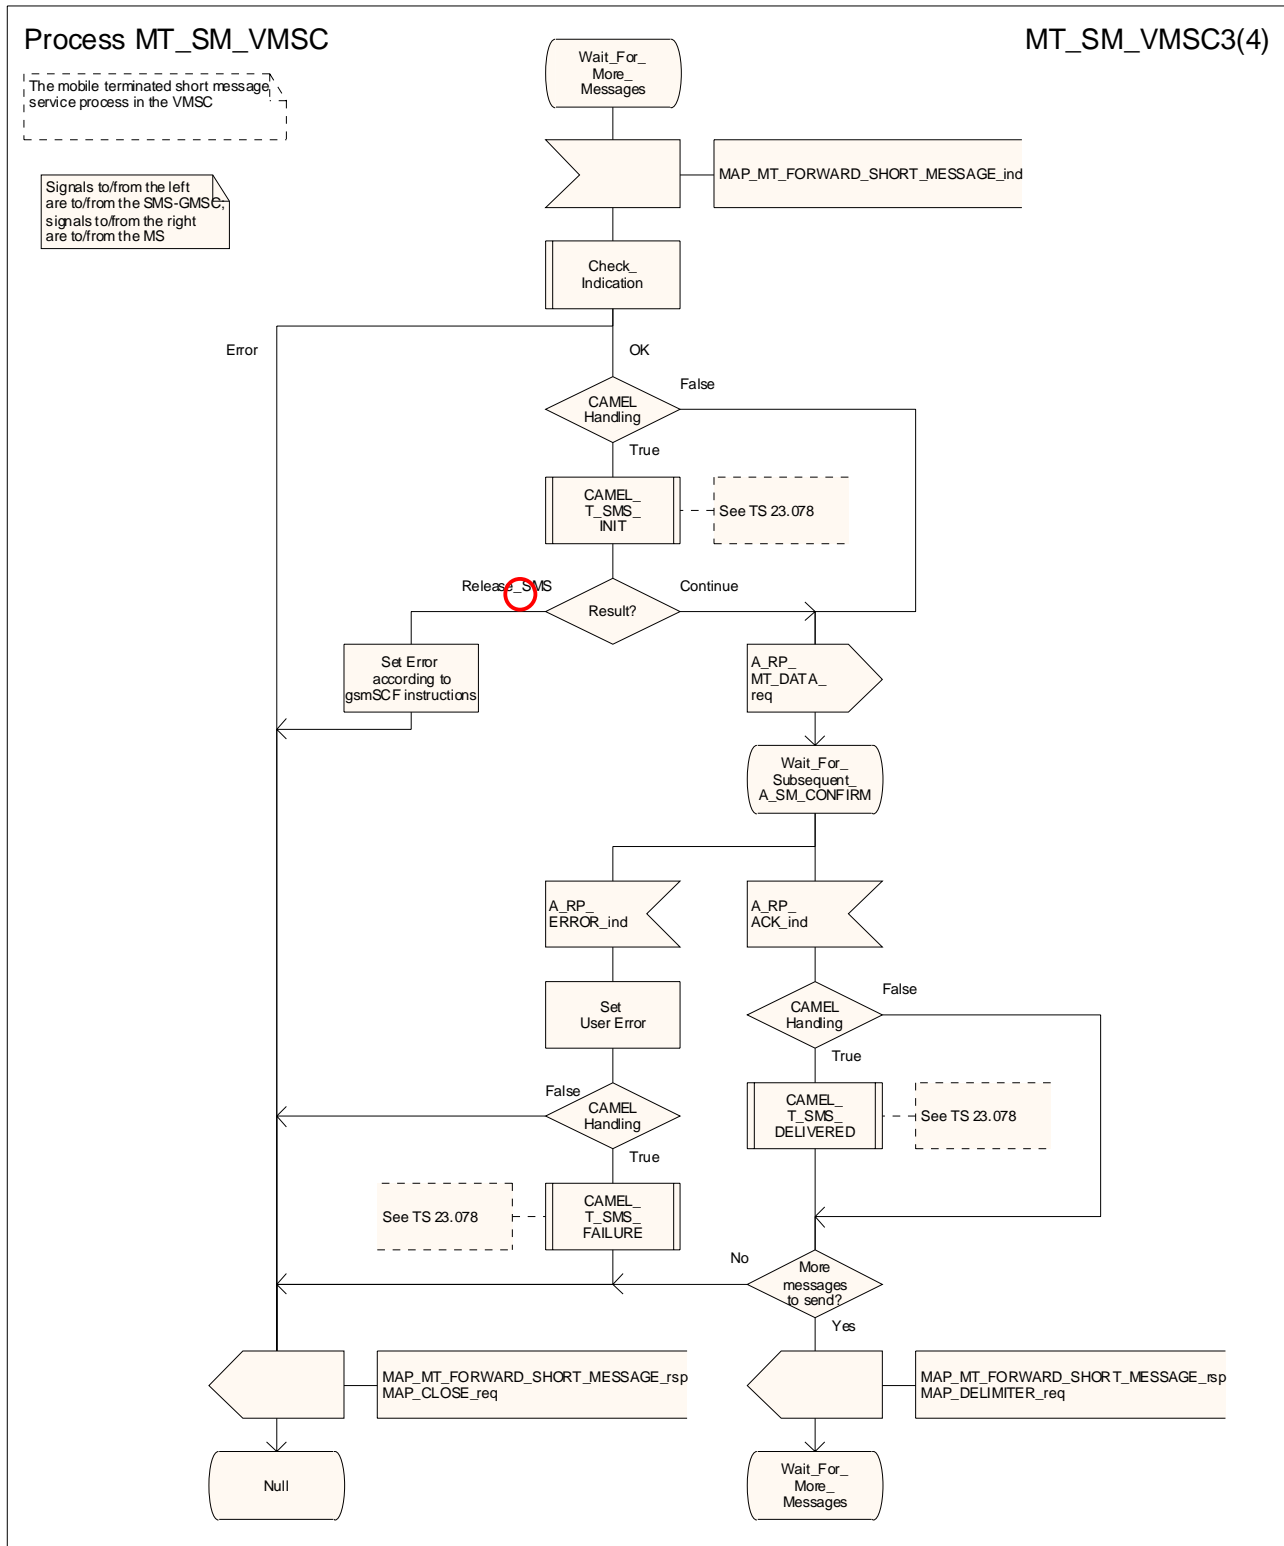 Process MT_SM_VMSC
MT_SM_VMSC3(4)
The mobile terminated short message
service process in the VMSC
Signals to/from the left
are to/from the SMS-GMSC;
signals to/from the right
are to/from the MS
Wait_For_
More_
Messages
MAP_MT_FORWARD_SHORT_MESSAGE_ind
Check_
Indication
Error
OK
CAMEL
Handling
False
True
CAMEL_
T_SMS_
INIT
See TS 23.078
Release_SMS
Result?
Continue
Set Error
according to
gsmSCF instructions
A_RP_
MT_DATA_
req
Wait_For_
Subsequent_
A_SM_CONFIRM
A_RP_
ERROR_ind
A_RP_
ACK_ind
Set
User Error
CAMEL
Handling
False
True
False
CAMEL
Handling
True
CAMEL_
T_SMS_
DELIVERED
See TS 23.078
See TS 23.078
CAMEL_
T_SMS_
FAILURE
No
More
messages
to send?
Yes
MAP_MT_FORWARD_SHORT_MESSAGE_rsp
MAP_CLOSE_req
MAP_MT_FORWARD_SHORT_MESSAGE_rsp
MAP_DELIMITER_req
Null
Wait_For_
More_
Messages